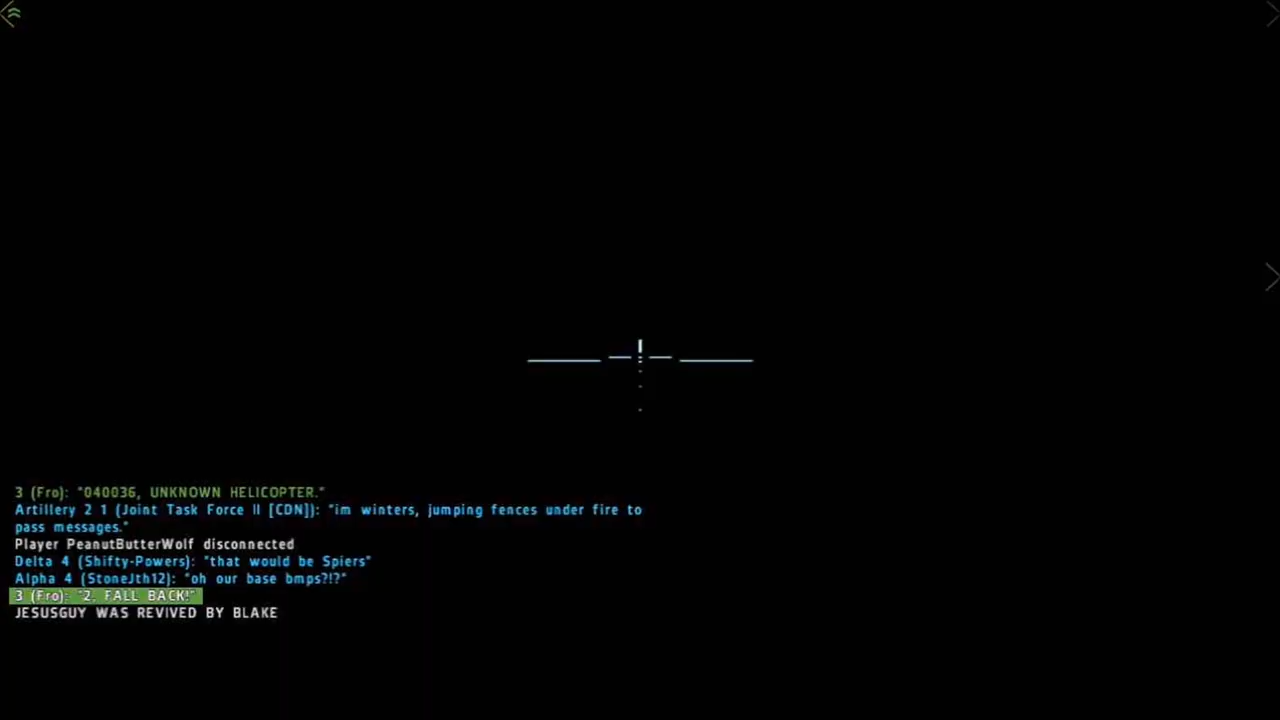 3 (Fro): "040036, UNKNOWN HELICOPTER."
Artillery 2 1 (Joint Task Force II [CDN]): "im winters, jumping fences under fire to
pass messages."
Player PeanutButterWolf disconnected
Delta 4 (Shifty-Powers): "that would be Spiers"
Alpha 4 (StoneJth12): "oh our base bmps?!?"
3 (Fro): "2, FALL BACK!"
JESUSGUY WAS REVIVED BY BLAKE